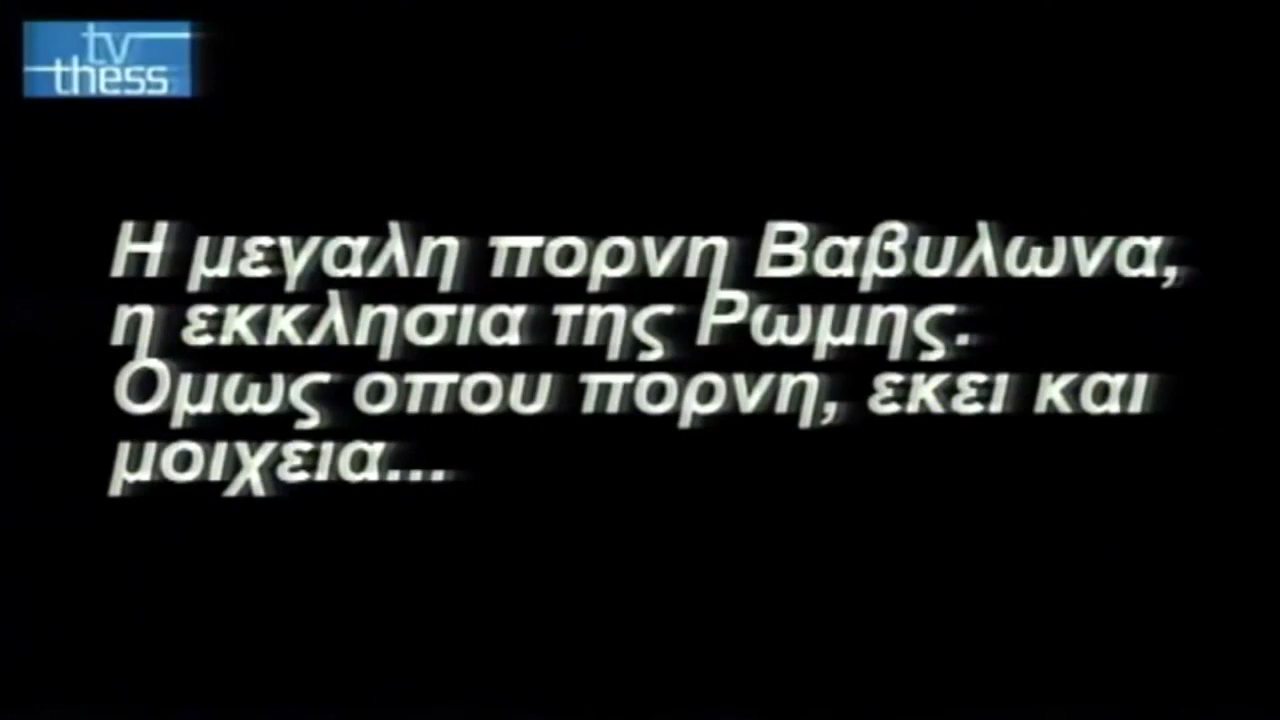 tv
thess
Η μεγαλη πορνη Βαβυλωνα,
η εκκλησια της Ρωμης.
Ομως οπου πορνη, εκει και
μοιχεια...